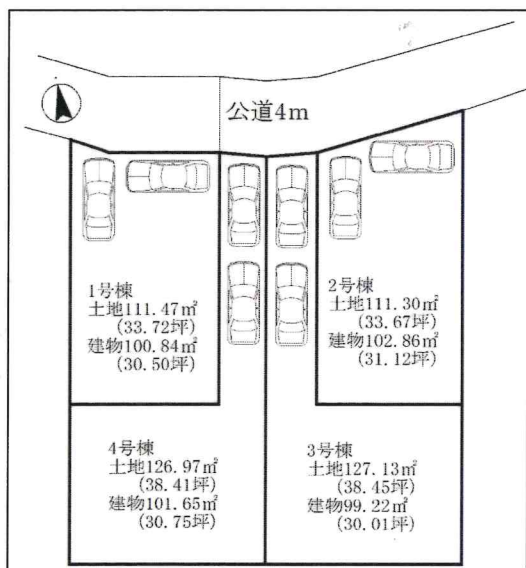 公道4m
1号棟
土地111.47㎡
(33.72坪)
建物100.84㎡
(30.50坪)
2号棟
土地111.30㎡
(33.67坪)
建物102.86㎡
(31.12坪)
4号棟
土地126.97㎡
(38.41坪)
建物101.65㎡
(30.75坪)
3号棟
土地127.13㎡
(38.45坪)
建物99.22㎡
(30.01坪)